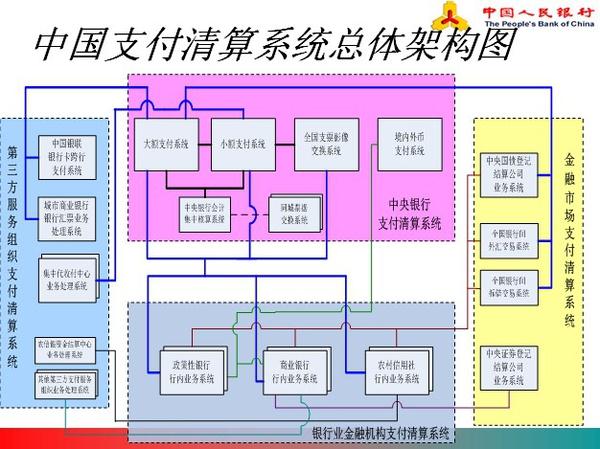 中国人民银行
The People's Bank of China
中国支付清算系统总体架构图
第三方服务组织支付清算系统
中国银联
银行卡跨行
支付系统
城市商业银行
银行汇票业务
处理系统
集中代收付中心
业务处理系统
农信银资金结算中心
业务处理系统
其他第三方支付服务
组织业务处理系统
大额支付系统
小额支付系统
全国支票影像
交换系统
境内外币
支付系统
中央银行会计
集中核算系统
同城票据
交换系统
中央银行
支付清算系统
政策性银行
行内业务系统
商业银行
行内业务系统
农村信用社
行内业务系统
银行业金融机构支付清算系统
中央国债登记
结算公司
业务系统
全国银行间
外汇交易系统
全国银行间
拆借交易系统
中央证券登记
结算公司
业务系统
金融市场支付清算系统